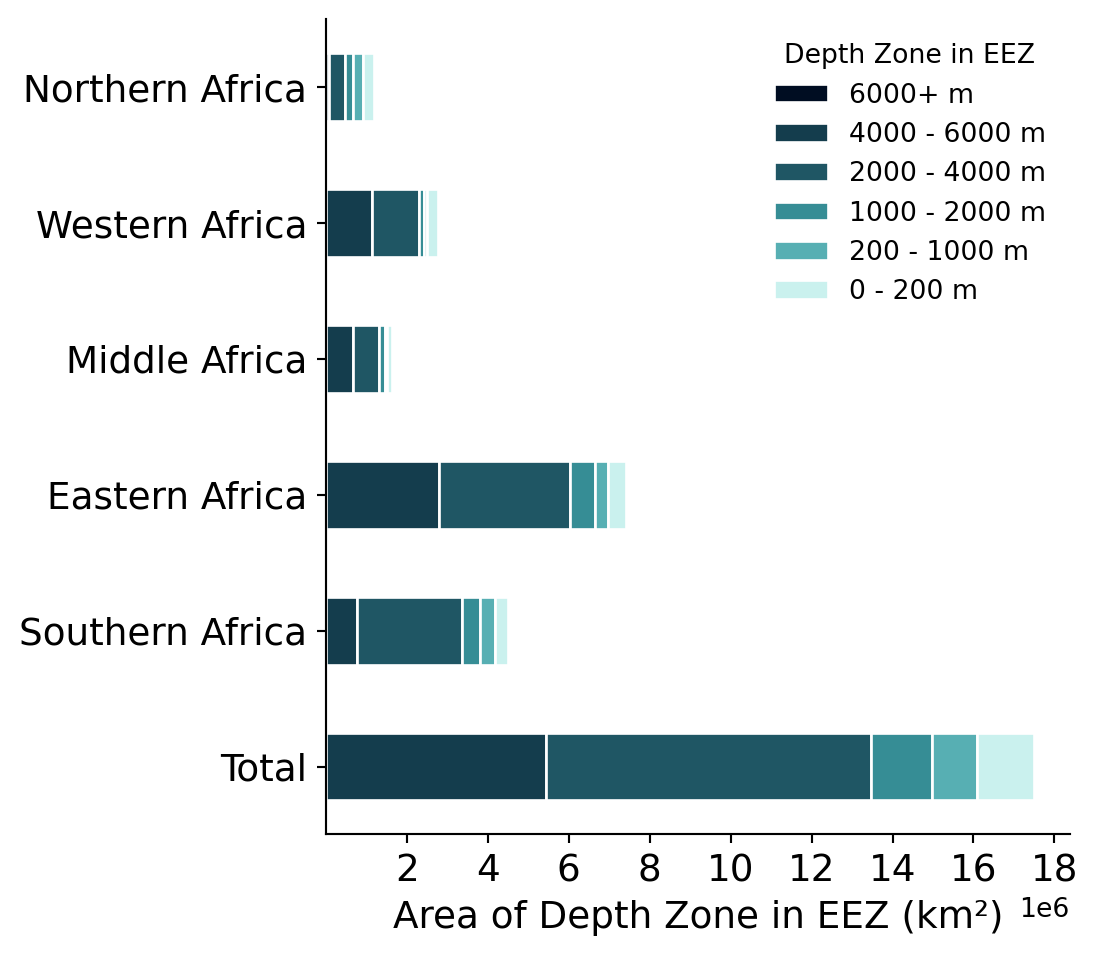 Depth Zone in EEZ
6000+ m
4000 - 6000 m
2000 - 4000 m
1000 - 2000 m
200 - 1000 m
0 - 200 m
Northern Africa
Western Africa
Middle Africa
Eastern Africa
Southern Africa
Total
2 4 6 8 10 12 14 16 18
Area of Depth Zone in EEZ (km²) 1e6